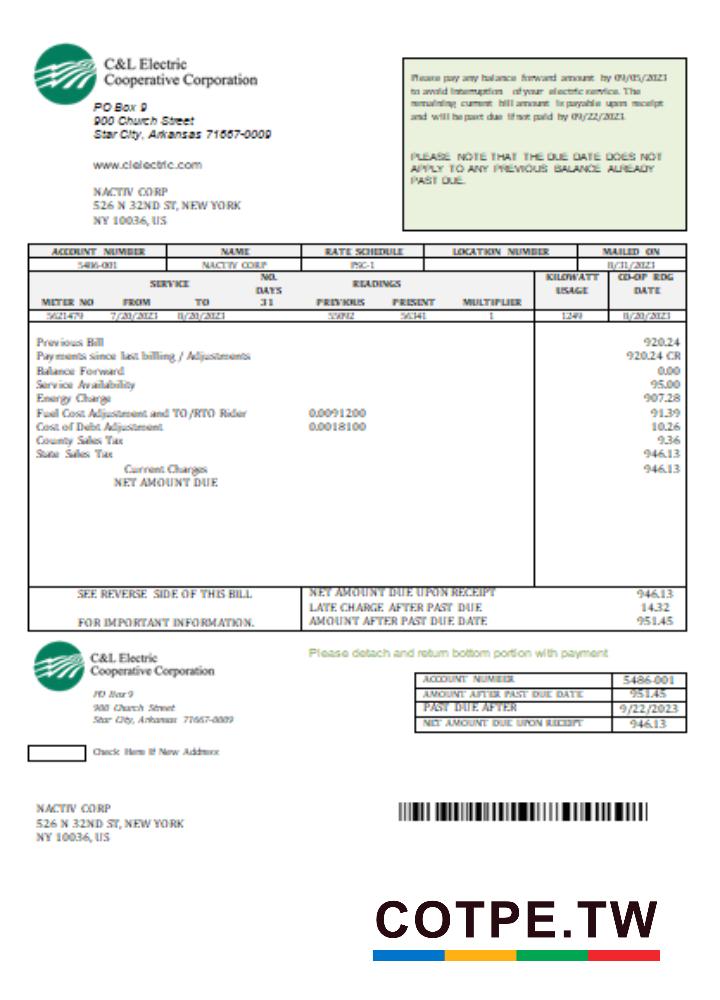 C&L Electric
Cooperative Corporation
PO Box 9
900 Church Street
Star City, Arkansas 71667-0009
www.clelectric.com
NACTIV CORP
526 N 32ND ST, NEW YORK
NY 10036, US
Please pay any balance forward amount by 09/05/2023
to avoid interruption of your electric service. The
remaining current bill amount is payable upon receipt
and will be past due if not paid by 09/22/2023.
PLEASE NOTE THAT THE DUE DATE DOES NOT
APPLY TO ANY PREVIOUS BALANCE ALREADY
PAST DUE.
ACCOUNT NUMBER NAME RATE SCHEDULE LOCATION NUMBER MAILED ON
5486-001 NACTIV CORP PSC-1 8/31/2023
SERVICE NO. DAYS READINGS KILOWATT USAGE CO-OP RDG DATE
METER NO FROM TO 31 PREVIOUS PRESENT MULTIPLIER
5621479 7/20/2023 8/20/2023 55092 56341 1 1249 8/20/2023
Previous Bill 920.24
Payments since last billing / Adjustments 920.24 CR
Balance Forward 0.00
Service Availability 95.00
Energy Charge 907.28
Fuel Cost Adjustment and TO/RTO Rider 0.0091200 91.39
Cost of Debt Adjustment 0.0018100 10.26
County Sales Tax 9.36
State Sales Tax 946.13
Current Charges 946.13
NET AMOUNT DUE
SEE REVERSE SIDE OF THIS BILL
FOR IMPORTANT INFORMATION.
NET AMOUNT DUE UPON RECEIPT 946.13
LATE CHARGE AFTER PAST DUE 14.32
AMOUNT AFTER PAST DUE DATE 951.45
C&L Electric
Cooperative Corporation
PO Box 9
900 Church Street
Star City, Arkansas 71667-0009
Please detach and return bottom portion with payment
ACCOUNT NUMBER 5486-001
AMOUNT AFTER PAST DUE DATE 951.45
PAST DUE AFTER 9/22/2023
NET AMOUNT DUE UPON RECEIPT 946.13
Check Here If New Address
NACTIV CORP
526 N 32ND ST, NEW YORK
NY 10036, US
COTPE.TW